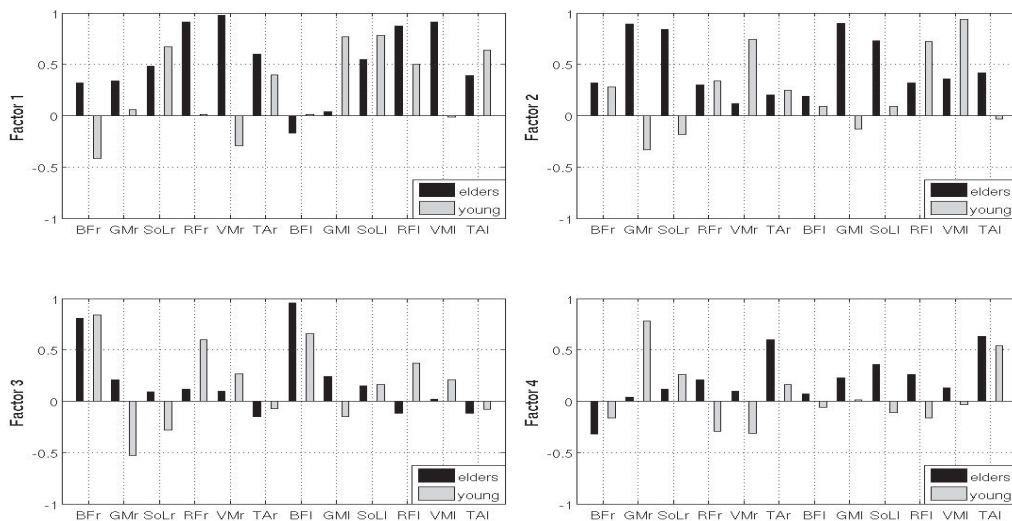 Factor 1
1
0.5
0
-0.5
-1
elders
young
BFr GMr SoLr RFr VMr TAr BFl GMl SoLl RFl VMl TAl
Factor 2
1
0.5
0
-0.5
-1
elders
young
BFr GMr SoLr RFr VMr TAr BFl GMl SoLl RFl VMl TAl
Factor 3
1
0.5
0
-0.5
-1
elders
young
BFr GMr SoLr RFr VMr TAr BFl GMl SoLl RFl VMl TAl
Factor 4
1
0.5
0
-0.5
-1
elders
young
BFr GMr SoLr RFr VMr TAr BFl GMl SoLl RFl VMl TAl